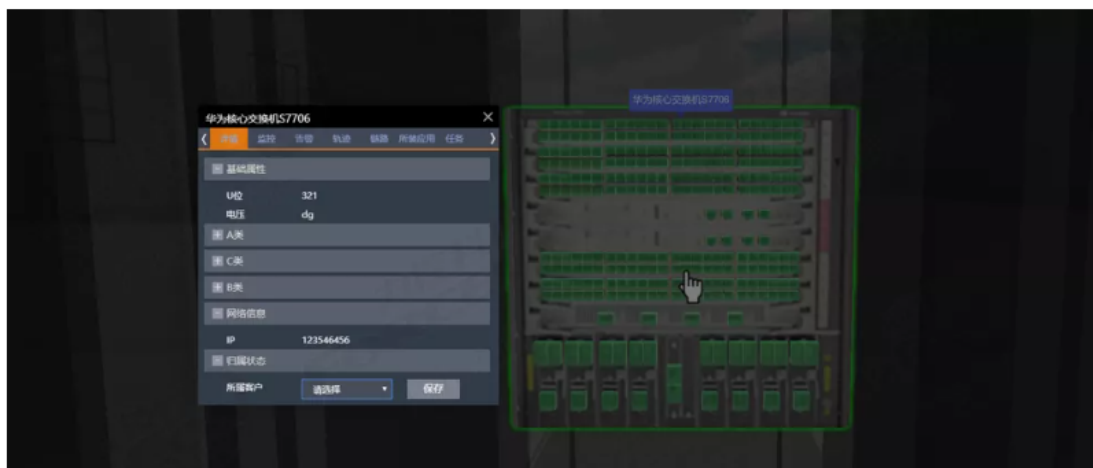 华为核心交换机S7706
华为核心交换机S7706
详情 监控 告警 轨迹 链路 所属应用 任务
基础属性
U位 321
电压 dg
A类
C类
B类
网络信息
IP 123546456
归属状态
所属客户 请选择 保存